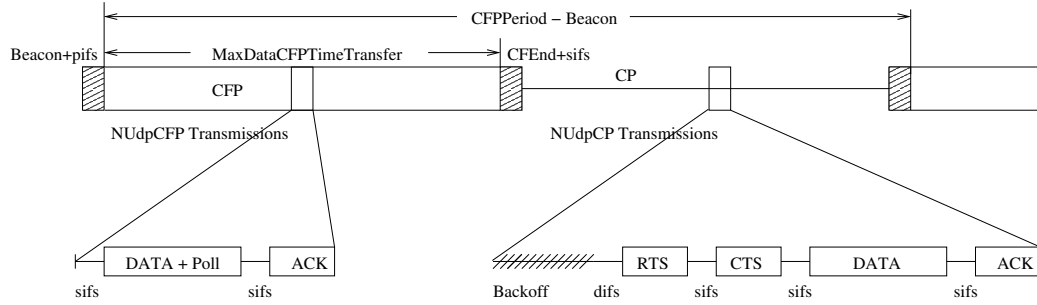 CFPPeriod − Beacon
Beacon+pifs MaxDataCFPTimeTransfer CFEnd+sifs
CFP CP
NUdpCFP Transmissions NUdpCP Transmissions
DATA + Poll ACK RTS CTS DATA ACK
sifs sifs Backoff difs sifs sifs sifs